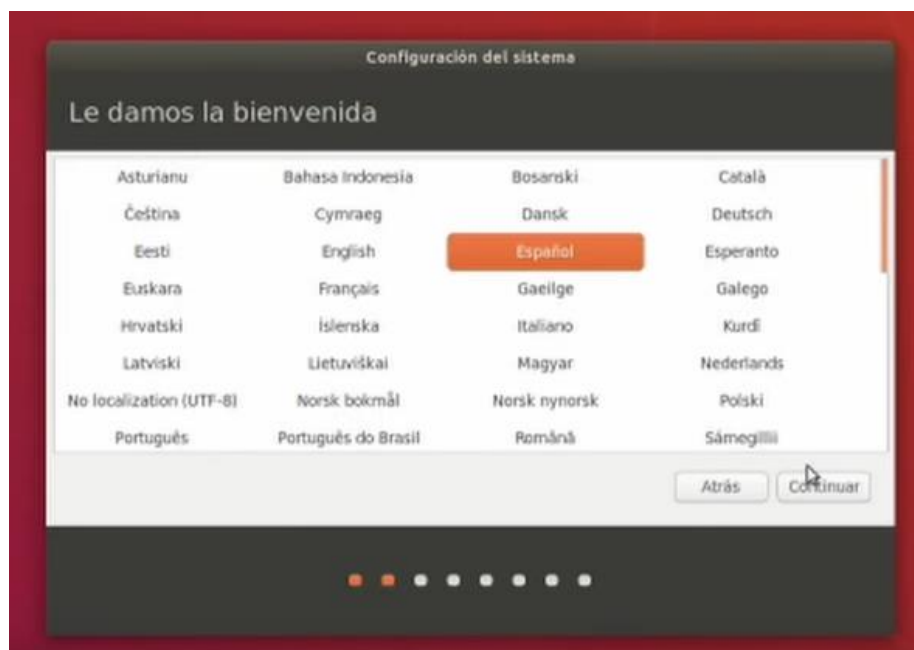 Configuración del sistema
Le damos la bienvenida
Asturianu Bahasa Indonesia Bosanski Català
Čeština Cymraeg Dansk Deutsch
Eesti English Español Esperanto
Euskara Français Gaeilge Galego
Hrvatski Íslenska Italiano Kurdî
Latviski Lietuviškai Magyar Nederlands
No localization (UTF-8) Norsk bokmål Norsk nynorsk Polski
Português Português do Brasil Română
Atrás Continuar